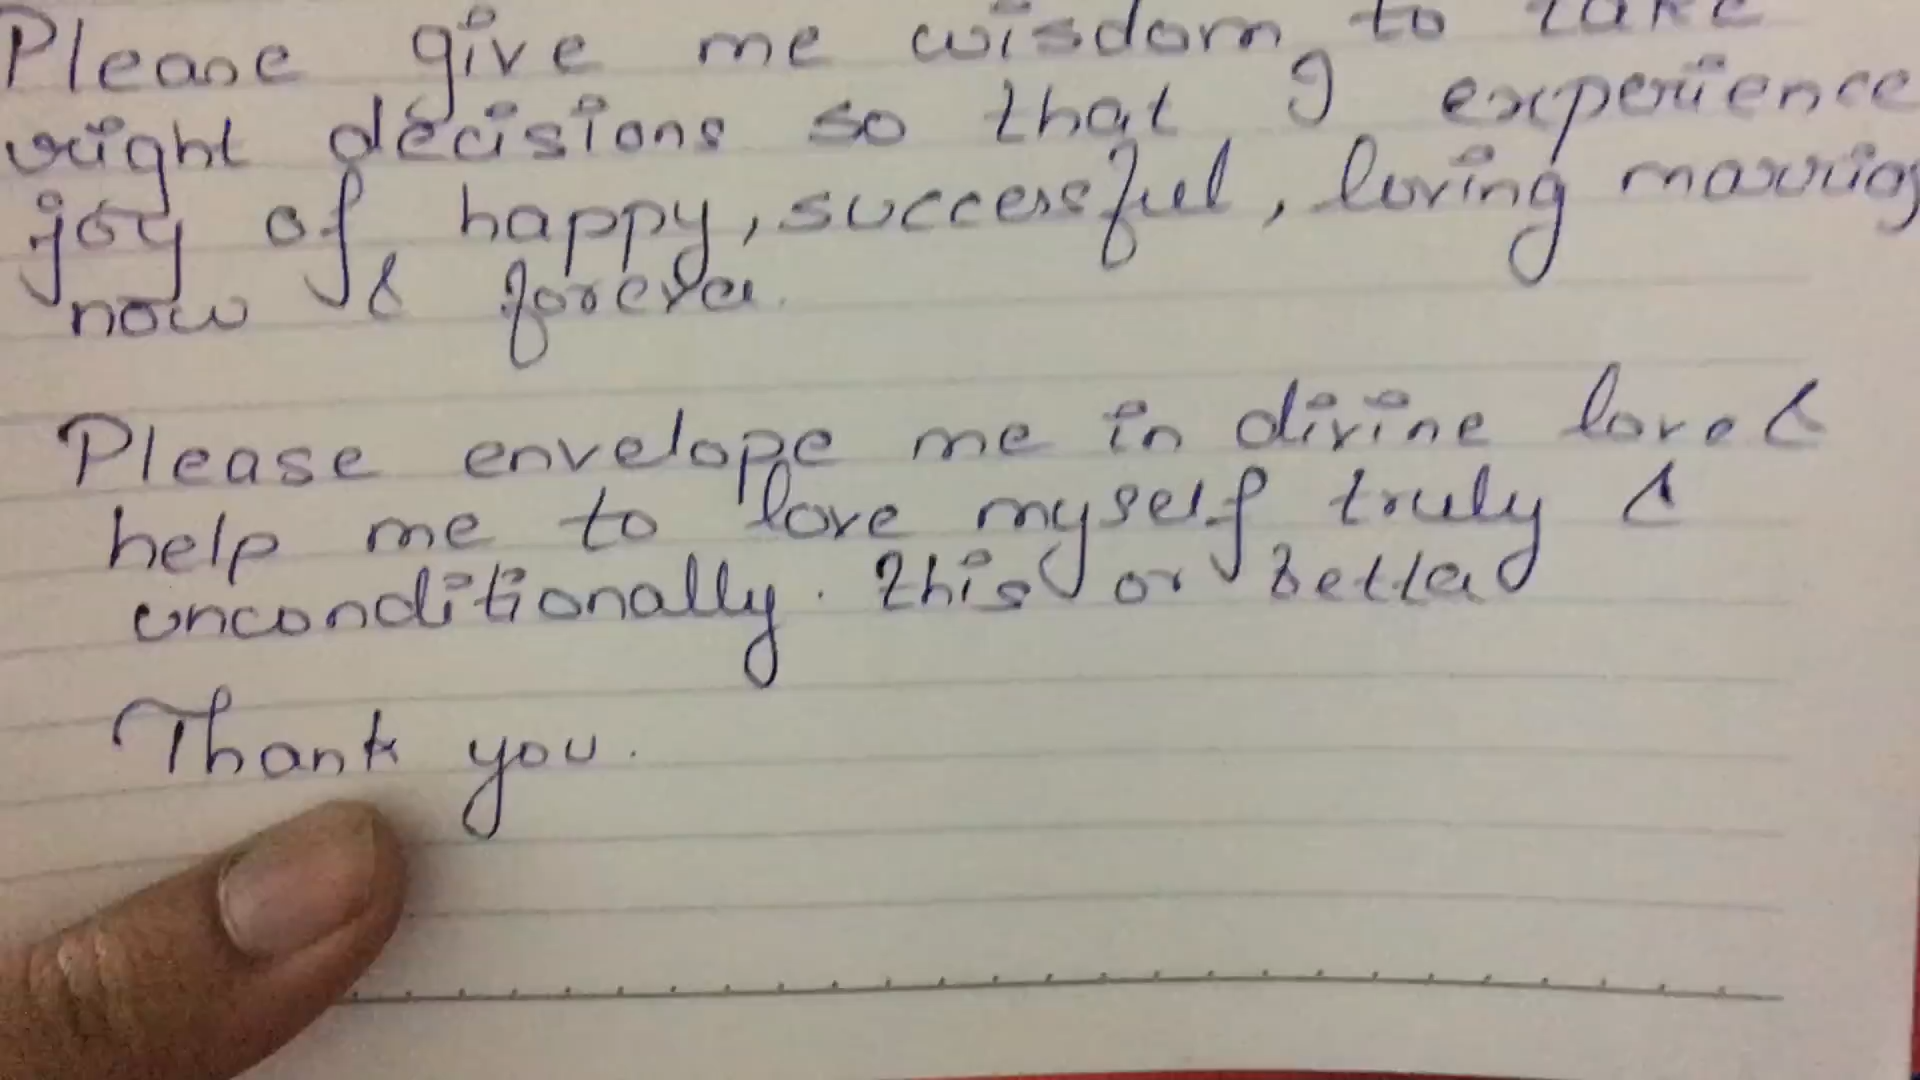 Please give me wisdom to take
right decisions so that I experience
joy of happy, successful, loving marriag
now & forever.
Please envelope me in divine love &
help me to love myself truly &
unconditionally. This or better
Thank you.